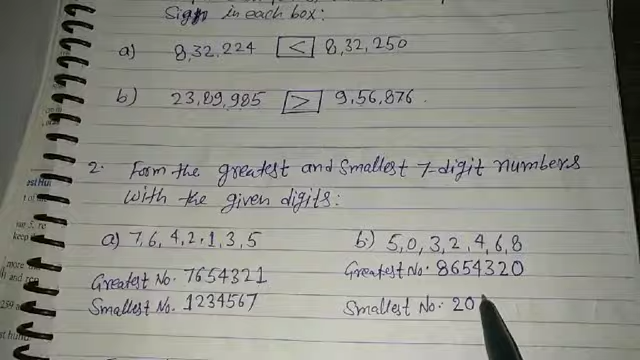 Sign in each box:
a) 8,32,224 < 8,32,250
b) 23,89,985 > 9,56,876.
2. Form the greatest and smallest 7-digit numbers
with the given digits:
a) 7, 6, 4, 2, 1, 3, 5
Greatest No. 7654321
Smallest No. 1234567
b) 5, 0, 3, 2, 4, 6, 8
Greatest No. 8654320
Smallest No. 20